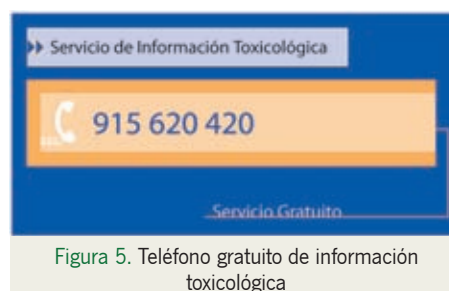 Servicio de Información Toxicológica
915 620 420
Servicio Gratuito
Figura 5. Teléfono gratuito de información
toxicológica